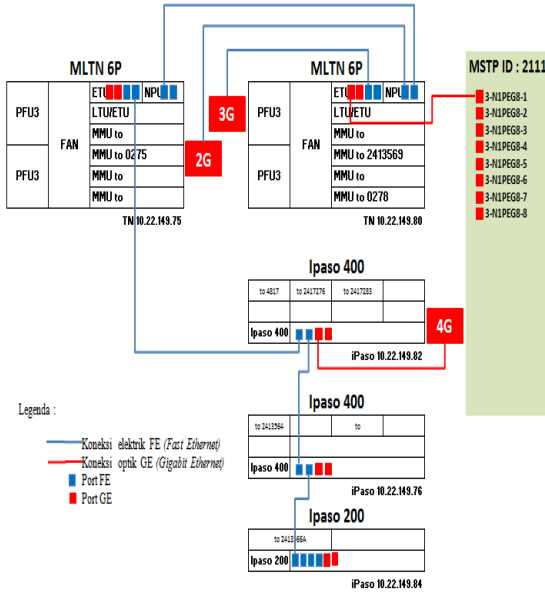 MLTN 6P
PFU3
PFU3
FAN
ETU
NPU
LTU/ETU
MMU to
MMU to 0275
MMU to
MMU to
TN 10.22.149.75
2G
3G
MLTN 6P
PFU3
PFU3
FAN
ETU
NPU
LTU/ETU
MMU to
MMU to 2413569
MMU to
MMU to 0278
TN 10.22.149.80
MSTP ID : 2111
3-N1PEG8-1
3-N1PEG8-2
3-N1PEG8-3
3-N1PEG8-4
3-N1PEG8-5
3-N1PEG8-6
3-N1PEG8-7
3-N1PEG8-8
Ipaso 400
to 4817
to 2417276
to 2417283
Ipaso 400
iPaso 10.22.149.82
4G
Ipaso 400
to 2413564
to
Ipaso 400
iPaso 10.22.149.76
Ipaso 200
Ipaso 200
iPaso 10.22.149.84
Legenda :
Koneksi elektrik FE (Fast Ethernet)
Koneksi optik GE (Gigabit Ethernet)
Port FE
Port GE